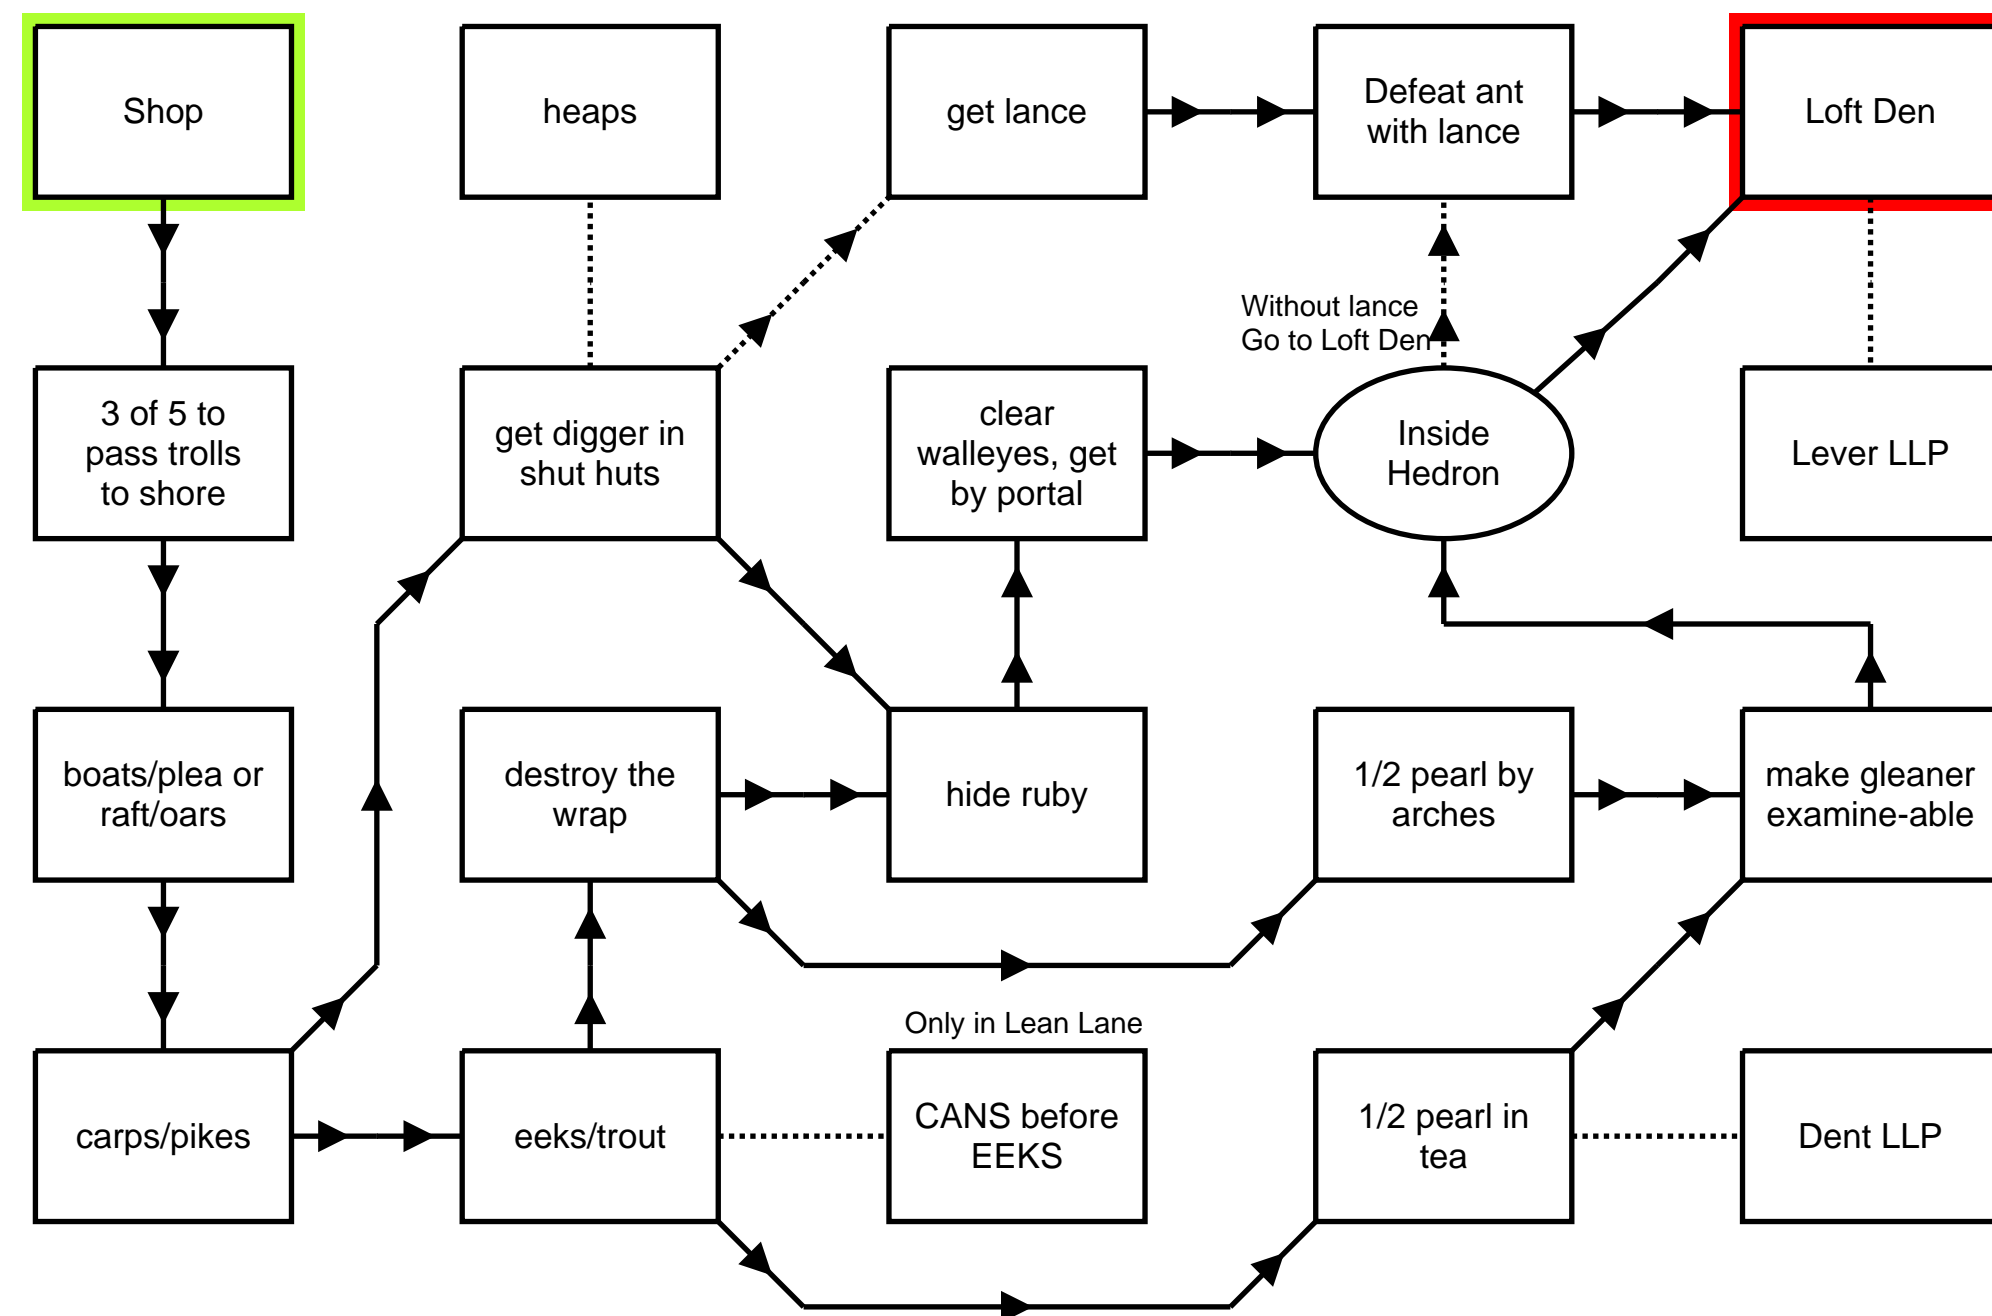 Shop
heaps
get lance
Defeat ant
with lance
Loft Den
Without lance
Go to Loft Den
3 of 5 to
pass trolls
to shore
get digger in
shut huts
clear
walleyes, get
by portal
Inside
Hedron
Lever LLP
boats/plea or
raft/oars
destroy the
wrap
hide ruby
1/2 pearl by
arches
make gleaner
examine-able
Only in Lean Lane
carps/pikes
eeks/trout
CANS before
EEKS
1/2 pearl in
tea
Dent LLP